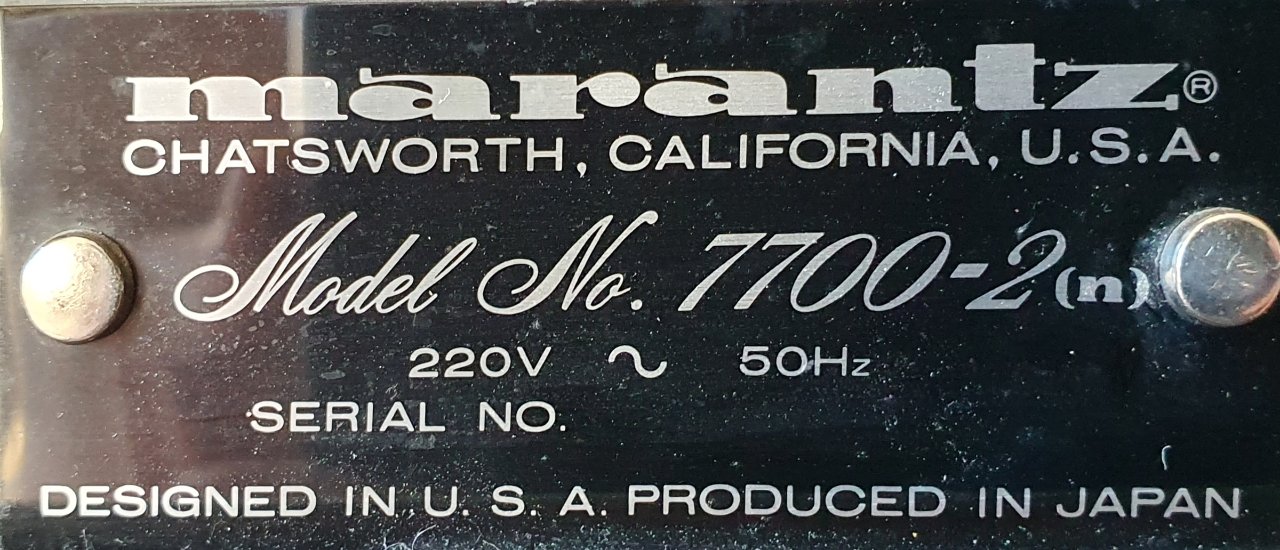 marantz®
CHATSWORTH, CALIFORNIA, U.S.A.
Model No. 7700-2(n)
220V ~ 50Hz
SERIAL NO.
DESIGNED IN U. S. A. PRODUCED IN JAPAN